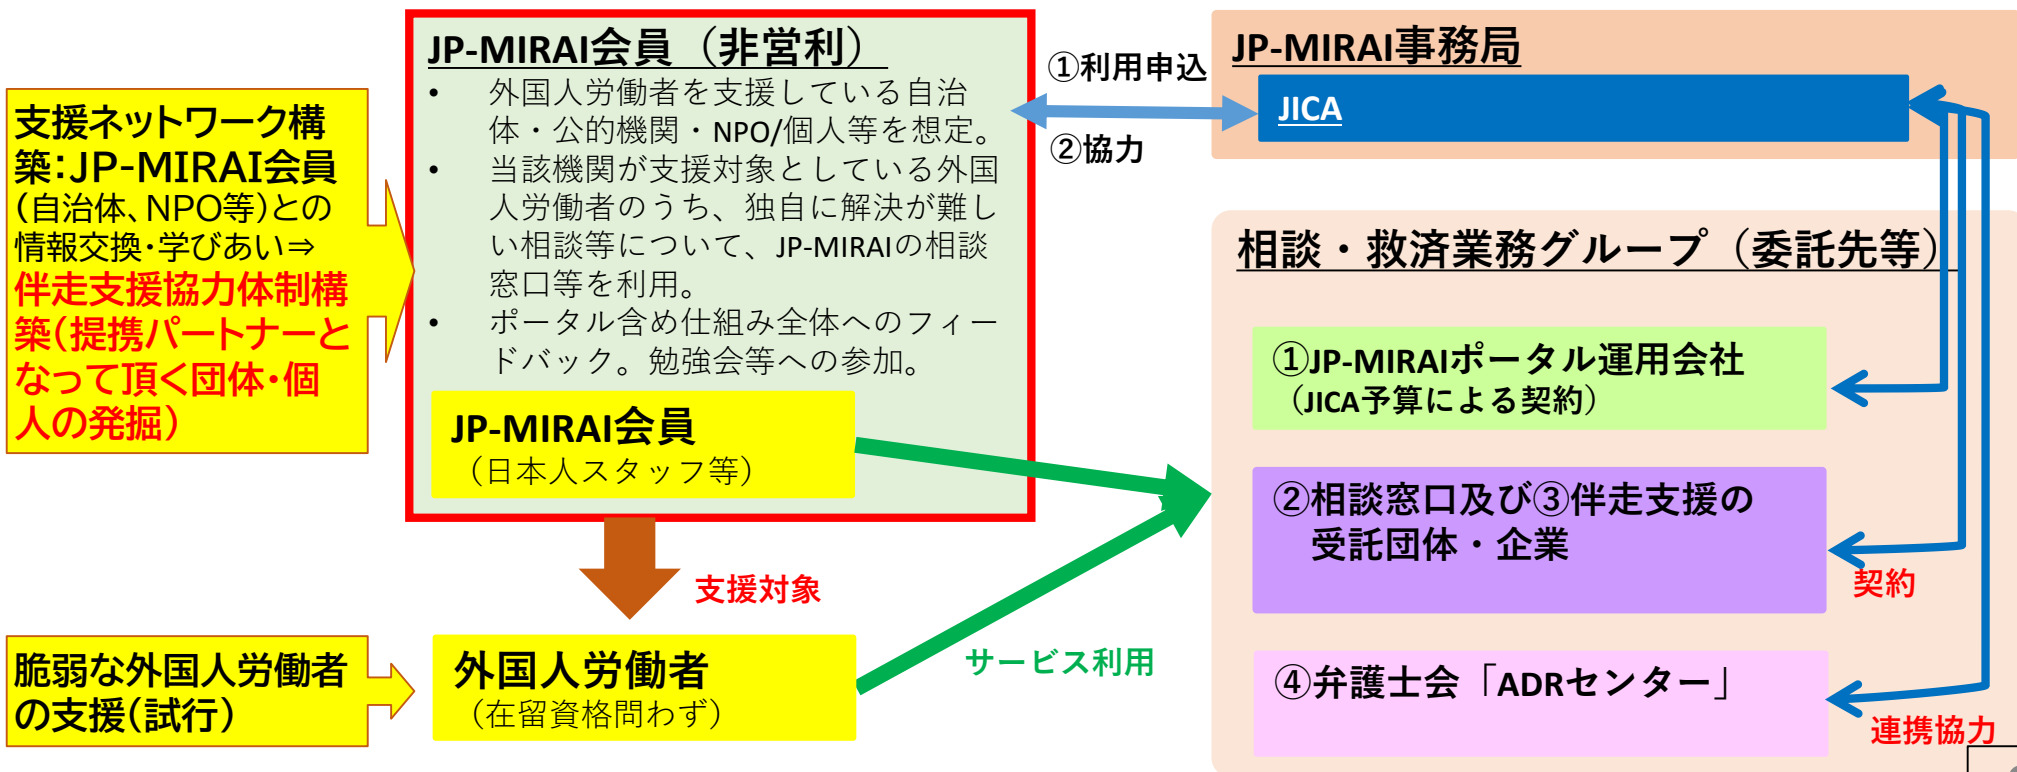 支援ネットワーク構
築：JP-MIRAI会員
(自治体、NPO等)との
情報交換・学びあい⇒
伴走支援協力体制構
築(提携パートナーと
なって頂く団体・個
人の発掘)
脆弱な外国人労働者
の支援(試行)
JP-MIRAI会員（非営利）
• 外国人労働者を支援している自治
体・公的機関・NPO/個人等を想定。
• 当該機関が支援対象としている外国
人労働者のうち、独自に解決が難し
い相談等について、JP-MIRAIの相談
窓口等を利用。
• ポータル含め仕組み全体へのフィー
ドバック。勉強会等への参加。
JP-MIRAI会員
（日本人スタッフ等）
支援対象
外国人労働者
（在留資格問わず）
サービス利用
①利用申込
②協力
JP-MIRAI事務局
JICA
相談・救済業務グループ（委託先等）
①JP-MIRAIポータル運用会社
（JICA予算による契約）
②相談窓口及び③伴走支援の
受託団体・企業
契約
④弁護士会「ADRセンター」
連携協力